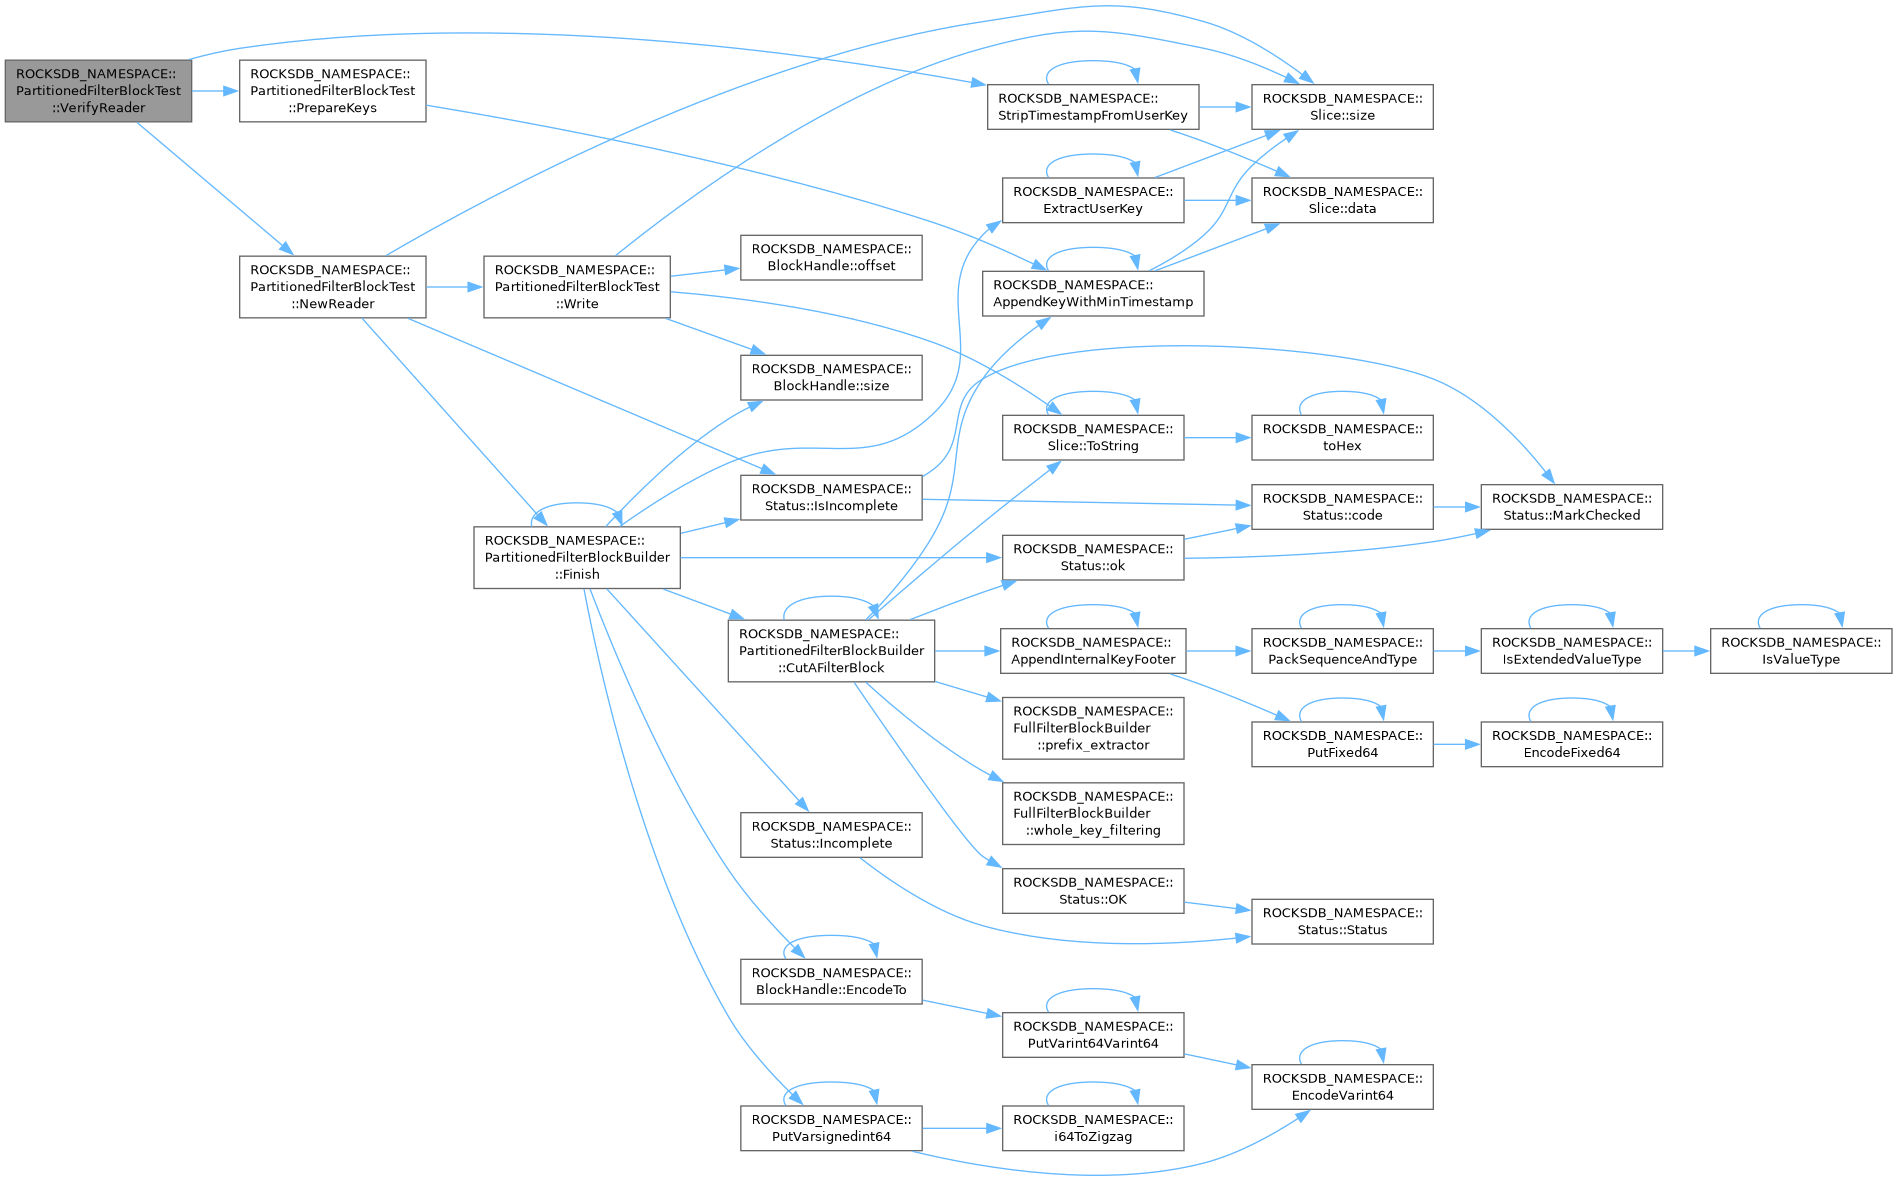 ROCKSDB_NAMESPACE::
PartitionedFilterBlockTest
::VerifyReader
ROCKSDB_NAMESPACE::
PartitionedFilterBlockTest
::PrepareKeys
ROCKSDB_NAMESPACE::
PartitionedFilterBlockTest
::NewReader
ROCKSDB_NAMESPACE::
PartitionedFilterBlockTest
::Write
ROCKSDB_NAMESPACE::
PartitionedFilterBlockBuilder
::Finish
ROCKSDB_NAMESPACE::
BlockHandle::offset
ROCKSDB_NAMESPACE::
BlockHandle::size
ROCKSDB_NAMESPACE::
Status::IsIncomplete
ROCKSDB_NAMESPACE::
PartitionedFilterBlockBuilder
::CutAFilterBlock
ROCKSDB_NAMESPACE::
Status::Incomplete
ROCKSDB_NAMESPACE::
BlockHandle::EncodeTo
ROCKSDB_NAMESPACE::
PutVarsignedint64
ROCKSDB_NAMESPACE::
StripTimestampFromUserKey
ROCKSDB_NAMESPACE::
ExtractUserKey
ROCKSDB_NAMESPACE::
AppendKeyWithMinTimestamp
ROCKSDB_NAMESPACE::
Slice::ToString
ROCKSDB_NAMESPACE::
Status::ok
ROCKSDB_NAMESPACE::
AppendInternalKeyFooter
ROCKSDB_NAMESPACE::
FullFilterBlockBuilder
::prefix_extractor
ROCKSDB_NAMESPACE::
FullFilterBlockBuilder
::whole_key_filtering
ROCKSDB_NAMESPACE::
Status::OK
ROCKSDB_NAMESPACE::
PutVarint64Varint64
ROCKSDB_NAMESPACE::
i64ToZigzag
ROCKSDB_NAMESPACE::
Slice::size
ROCKSDB_NAMESPACE::
Slice::data
ROCKSDB_NAMESPACE::
toHex
ROCKSDB_NAMESPACE::
Status::code
ROCKSDB_NAMESPACE::
PackSequenceAndType
ROCKSDB_NAMESPACE::
PutFixed64
ROCKSDB_NAMESPACE::
Status::Status
ROCKSDB_NAMESPACE::
EncodeVarint64
ROCKSDB_NAMESPACE::
Status::MarkChecked
ROCKSDB_NAMESPACE::
IsExtendedValueType
ROCKSDB_NAMESPACE::
EncodeFixed64
ROCKSDB_NAMESPACE::
IsValueType